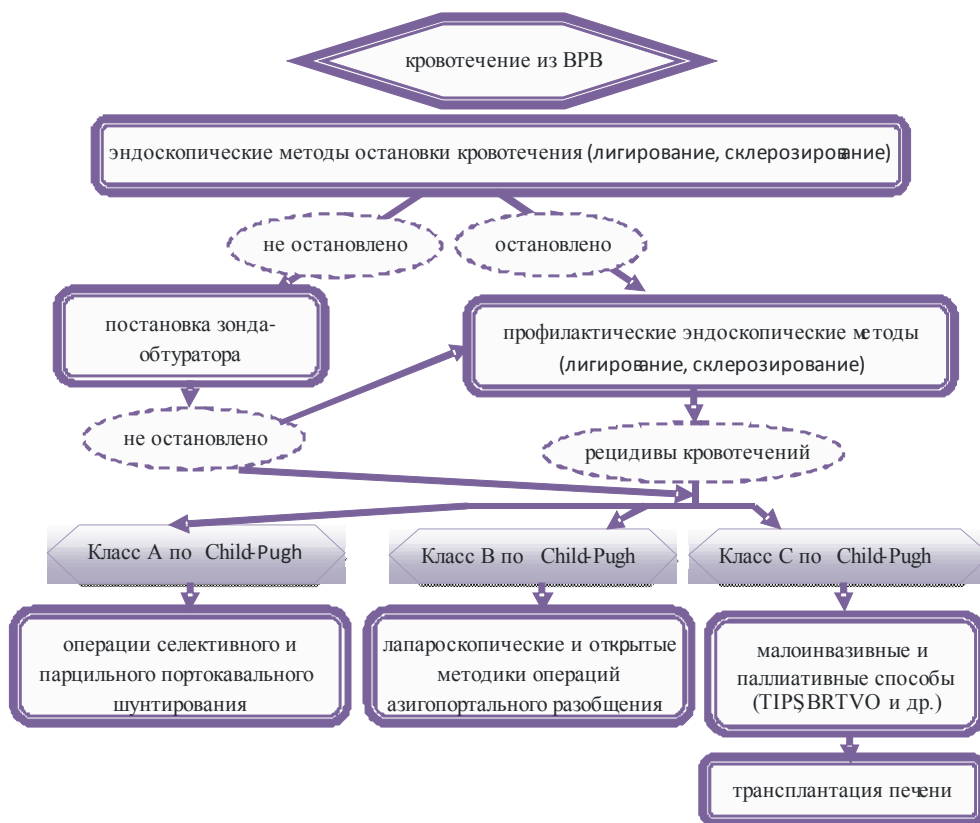 кровотечение из ВРВ
эндоскопические методы остановки кровотечения (лигирование, склерозирование)
не остановлено
остановлено
постановка зонда-
обтуратора
профилактические эндоскопические методы
(лигирование, склерозирование)
не остановлено
рецидивы кровотечений
Класс А по Child-Pugh
Класс В по Child-Pugh
Класс С по Child-Pugh
операции селективного и
парцильного портокавального
шунтирования
лапароскопические и открытые
методики операций
азигопортального разобщения
малоинвазивные и
паллиативные способы
(TIPS, BRTVO и др.)
трансплантация печени